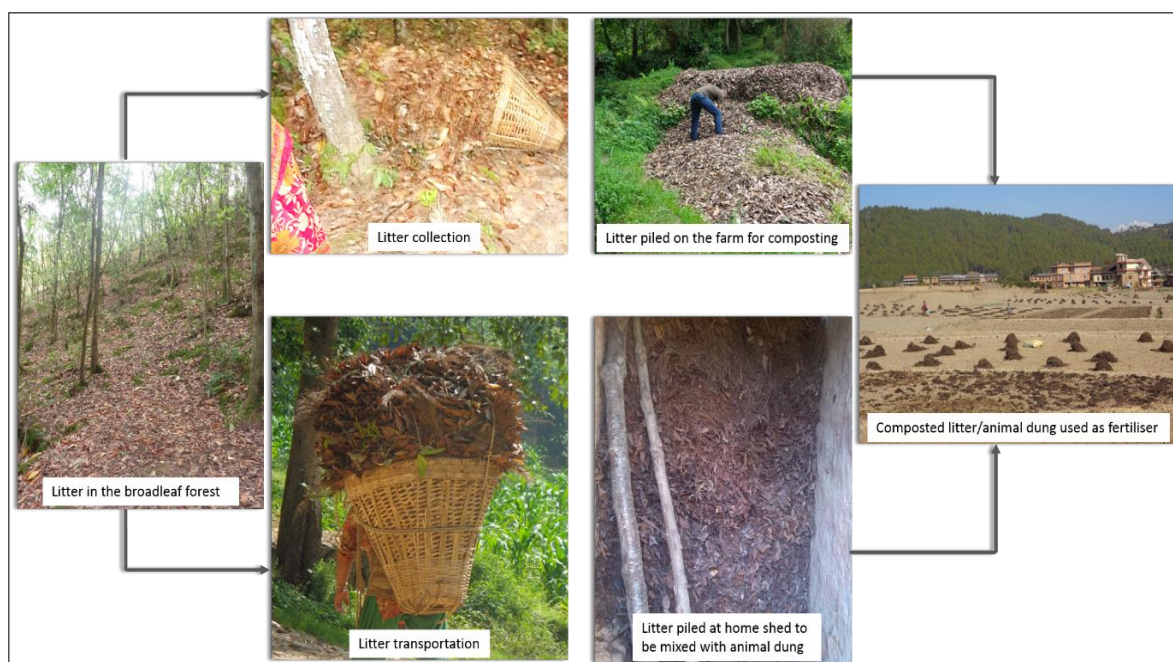 Litter collection
Litter piled on the farm for composting
Litter in the broadleaf forest
Composted litter/animal dung used as fertiliser
Litter transportation
Litter piled at home shed to
be mixed with animal dung